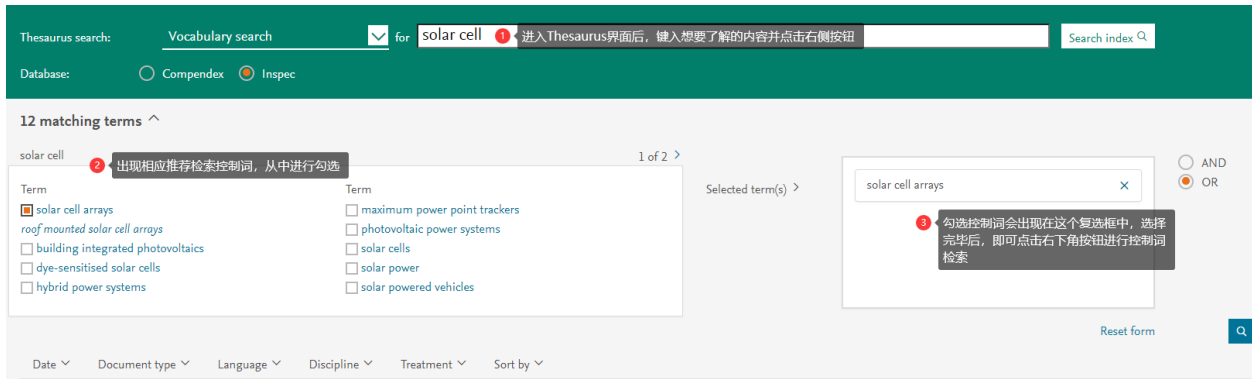 Thesaurus search: Vocabulary search for solar cell 1 进入Thesaurus界面后，键入想要了解的内容并点击右侧按钮 Search index
Database: Compendex Inspec
12 matching terms
solar cell 1 of 2
2 出现相应推荐检索控制词，从中进行勾选
Term Term
solar cell arrays maximum power point trackers
roof mounted solar cell arrays photovoltaic power systems
building integrated photovoltaics solar cells
dye-sensitised solar cells solar power
hybrid power systems solar powered vehicles
Selected term(s)
solar cell arrays ×
3 勾选控制词会出现在这个复选框中，选择
完毕后，即可点击右下角按钮进行控制词
检索
AND
OR
Reset form
Date Document type Language Discipline Treatment Sort by